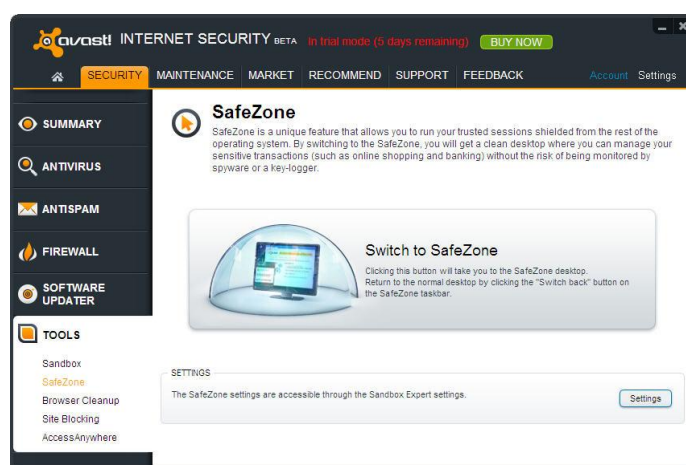 avast! INTERNET SECURITY BETA In trial mode (5 days remaining) BUY NOW
SECURITY MAINTENANCE MARKET RECOMMEND SUPPORT FEEDBACK Account Settings
SUMMARY
ANTIVIRUS
ANTISPAM
FIREWALL
SOFTWARE
UPDATER
TOOLS
Sandbox
SafeZone
Browser Cleanup
Site Blocking
AccessAnywhere
SafeZone
SafeZone is a unique feature that allows you to run your trusted sessions shielded from the rest of the
operating system. By switching to the SafeZone, you will get a clean desktop where you can manage your
sensitive transactions (such as online shopping and banking) without the risk of being monitored by
spyware or a key-logger.
Switch to SafeZone
Clicking this button will take you to the SafeZone desktop.
Return to the normal desktop by clicking the "Switch back" button on
the SafeZone taskbar.
SETTINGS
The SafeZone settings are accessible through the Sandbox Expert settings.
Settings